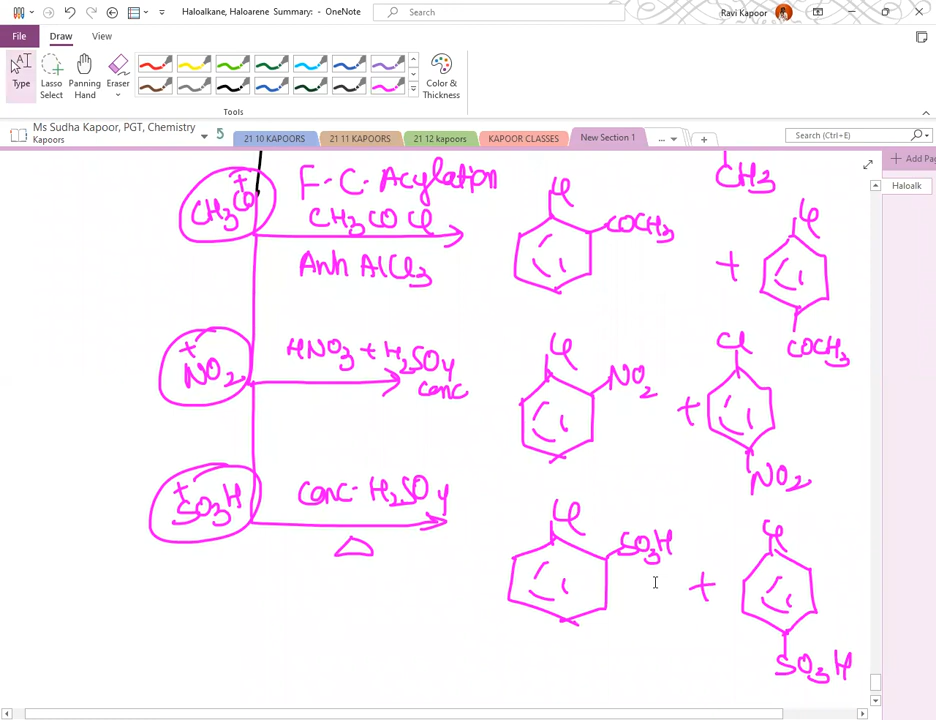 Haloalkane, Haloarene Summary: - OneNote
Search
Ravi Kapoor
File
Draw
View
Type
Lasso Select
Panning Hand
Eraser
Color & Thickness
Tools
Ms Sudha Kapoor, PGT, Chemistry
Kapoors
21 10 KAPOORS
21 11 KAPOORS
21 12 kapoors
KAPOOR CLASSES
New Section 1
...
Search (Ctrl+E)
Add Pag
Haloalk
CH3
CH3CO +
F-C-Acylation
CH3COCl
Anh AlCl3
Cl
COCH3
+
Cl
COCH3
+
NO2
HNO3 + H2SO4
conc
Cl
NO2
+
Cl
NO2
+
SO3H
Conc- H2SO4
△
Cl
SO3H
+
Cl
SO3H